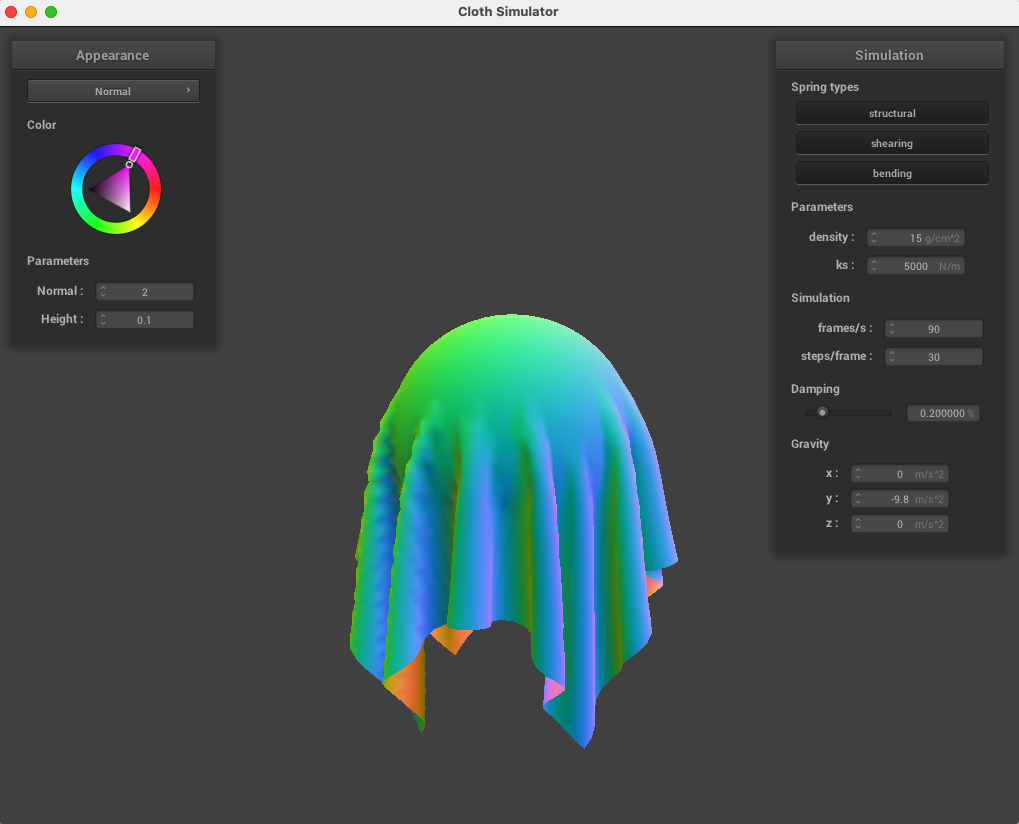 Cloth Simulator
Appearance
Normal
Color
Parameters
Normal : 2
Height : 0.1
Simulation
Spring types
structural
shearing
bending
Parameters
density : 15 g/cm^2
ks : 5000 N/m
Simulation
frames/s : 90
steps/frame : 30
Damping
0.200000 %
Gravity
x : 0 m/s^2
y : -9.8 m/s^2
z : 0 m/s^2